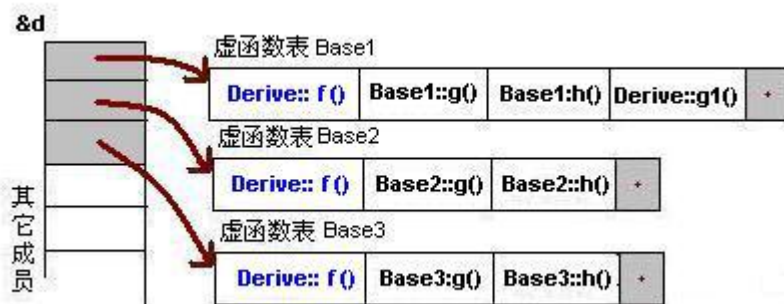 &d
虚函数表 Base1
Derive:: f() Base1::g() Base1:h() Derive::g1()
虚函数表 Base2
Derive:: f() Base2::g() Base2::h()
虚函数表 Base3
Derive:: f() Base3:g() Base3::h()
其它成员